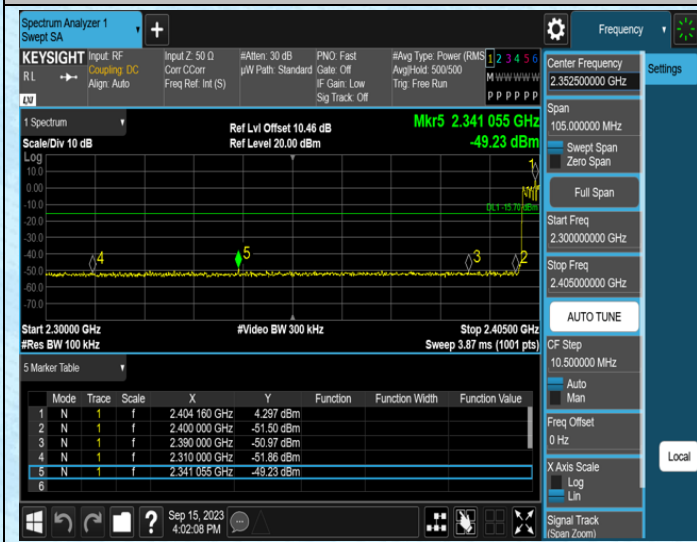 Spectrum Analyzer 1
Swept SA
+
Frequency
KEYSIGHT Input: RF Input Z: 50 Ω #Atten: 30 dB PNO: Fast #Avg Type: Power (RMS 1 2 3 4 5 6
RL Coupling: DC Corr CCorr µW Path: Standard Gate: Off Avg|Hold: 500/500 M W W W W W
Align: Auto Freq Ref: Int (S) IF Gain: Low Trig: Free Run
Sig Track: Off P P P P P P
LXI
1 Spectrum
Ref Lvl Offset 10.46 dB Mkr5 2.341 055 GHz
Scale/Div 10 dB Ref Level 20.00 dBm -49.23 dBm
Log
10.0
0.00
-10.0
-20.0
-30.0
-40.0
-50.0
-60.0
-70.0
DL1 -15.70 dBm
1
4 5 3 2
Start 2.30000 GHz #Video BW 300 kHz Stop 2.40500 GHz
#Res BW 100 kHz Sweep 3.87 ms (1001 pts)
5 Marker Table
Mode Trace Scale X Y Function Function Width Function Value
1 N 1 f 2.404 160 GHz 4.297 dBm
2 N 1 f 2.400 000 GHz -51.50 dBm
3 N 1 f 2.390 000 GHz -50.97 dBm
4 N 1 f 2.310 000 GHz -51.86 dBm
5 N 1 f 2.341 055 GHz -49.23 dBm
6
Sep 15, 2023
4:02:08 PM
?
Center Frequency
2.352500000 GHz
Settings
Span
105.000000 MHz
Swept Span
Zero Span
Full Span
Start Freq
2.300000000 GHz
Stop Freq
2.405000000 GHz
AUTO TUNE
CF Step
10.500000 MHz
Auto
Man
Freq Offset
0 Hz
X Axis Scale
Log
Lin
Local
Signal Track
(Span Zoom)